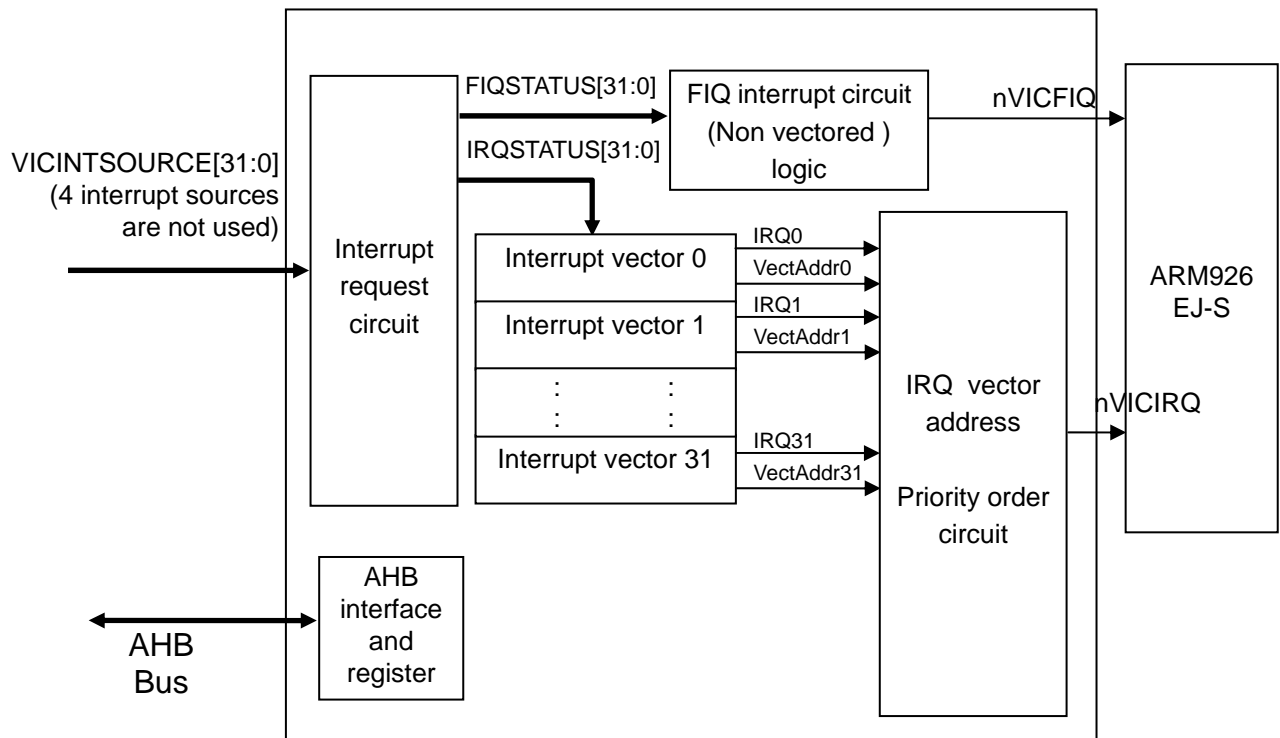 VICINTSOURCE[31:0]
(4 interrupt sources
are not used)
Interrupt
request
circuit
FIQSTATUS[31:0]
IRQSTATUS[31:0]
FIQ interrupt circuit
(Non vectored )
logic
nVICFIQ
Interrupt vector 0
Interrupt vector 1
:
:
:
:
Interrupt vector 31
IRQ0
VectAddr0
IRQ1
VectAddr1
IRQ31
VectAddr31
IRQ vector
address
Priority order
circuit
nVICIRQ
ARM926
EJ-S
AHB
interface
and
register
AHB
Bus